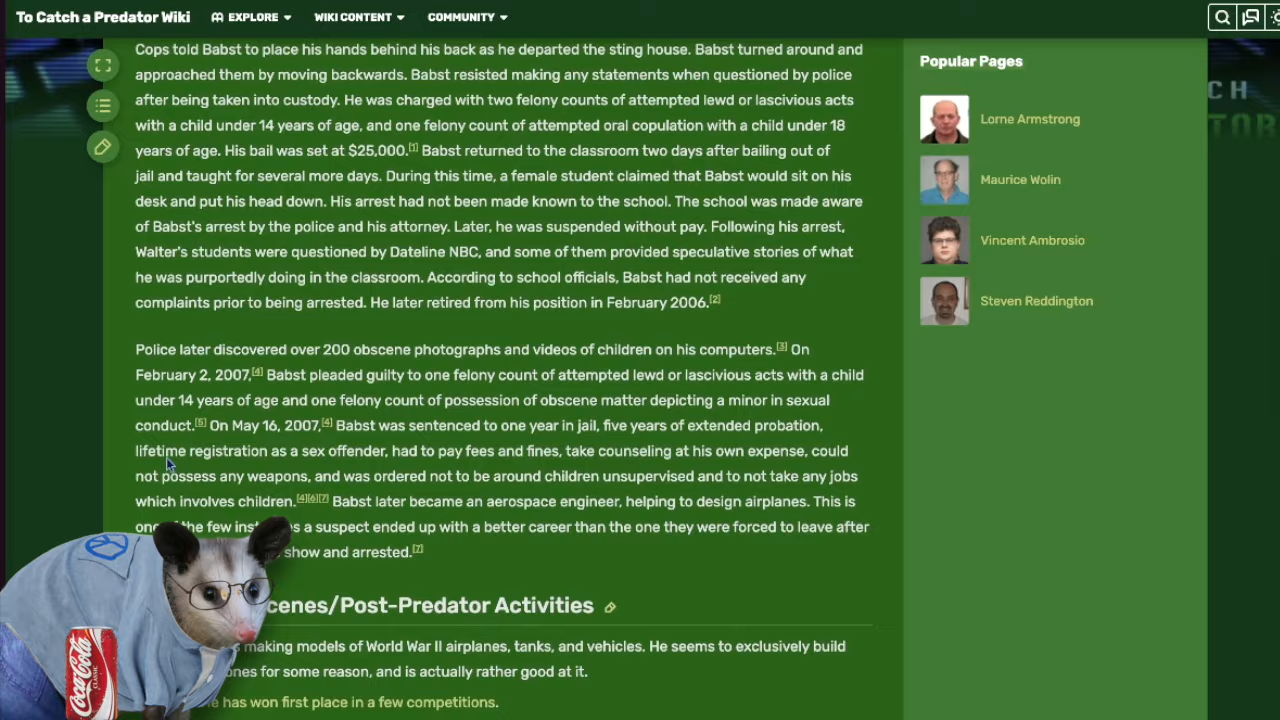 To Catch a Predator Wiki
EXPLORE
WIKI CONTENT
COMMUNITY
Cops told Babst to place his hands behind his back as he departed the sting house. Babst turned around and
approached them by moving backwards. Babst resisted making any statements when questioned by police
after being taken into custody. He was charged with two felony counts of attempted lewd or lascivious acts
with a child under 14 years of age, and one felony count of attempted oral copulation with a child under 18
years of age. His bail was set at $25,000.[1] Babst returned to the classroom two days after bailing out of
jail and taught for several more days. During this time, a female student claimed that Babst would sit on his
desk and put his head down. His arrest had not been made known to the school. The school was made aware
of Babst's arrest by the police and his attorney. Later, he was suspended without pay. Following his arrest,
Walter's students were questioned by Dateline NBC, and some of them provided speculative stories of what
he was purportedly doing in the classroom. According to school officials, Babst had not received any
complaints prior to being arrested. He later retired from his position in February 2006.[2]
Police later discovered over 200 obscene photographs and videos of children on his computers.[3] On
February 2, 2007,[4] Babst pleaded guilty to one felony count of attempted lewd or lascivious acts with a child
under 14 years of age and one felony count of possession of obscene matter depicting a minor in sexual
conduct.[5] On May 16, 2007,[4] Babst was sentenced to one year in jail, five years of extended probation,
lifetime registration as a sex offender, had to pay fees and fines, take counseling at his own expense, could
not possess any weapons, and was ordered not to be around children unsupervised and to not take any jobs
which involves children.[4][6][7] Babst later became an aerospace engineer, helping to design airplanes. This is
the few a suspect ended up with a better career than the one they were forced to leave after
show and arrested.[7]
cenes/Post-Predator Activities
making models of World War II airplanes, tanks, and vehicles. He seems to exclusively build
ones for some reason, and is actually rather good at it.
he has won first place in a few competitions.
Popular Pages
Lorne Armstrong
Maurice Wolin
Vincent Ambrosio
Steven Reddington
CH
TOR
Coca-Cola
CLASSIC